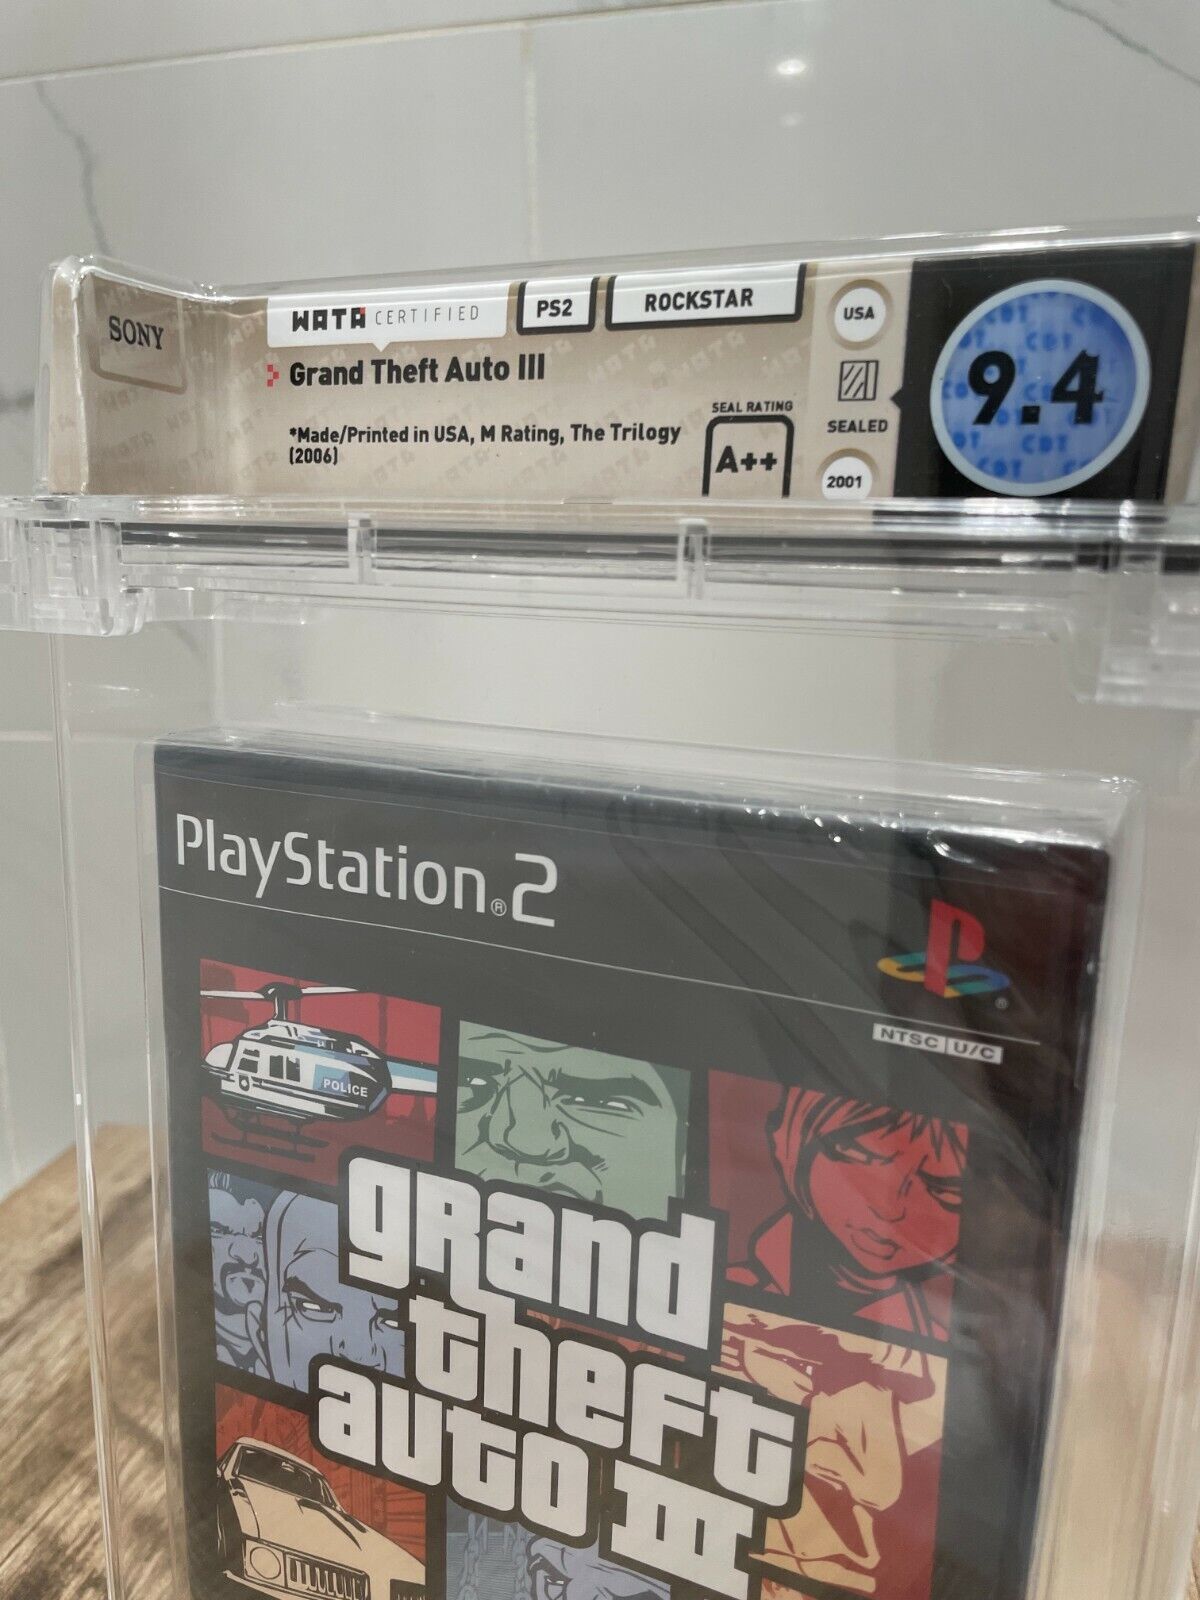 SONY
WATA CERTIFIED
PS2
ROCKSTAR
Grand Theft Auto III
*Made/Printed in USA, M Rating, The Trilogy
(2006)
SEAL RATING
A++
USA
SEALED
2001
9.4
PlayStation®2
®
NTSC U/C
POLICE
grand
theft
auto III